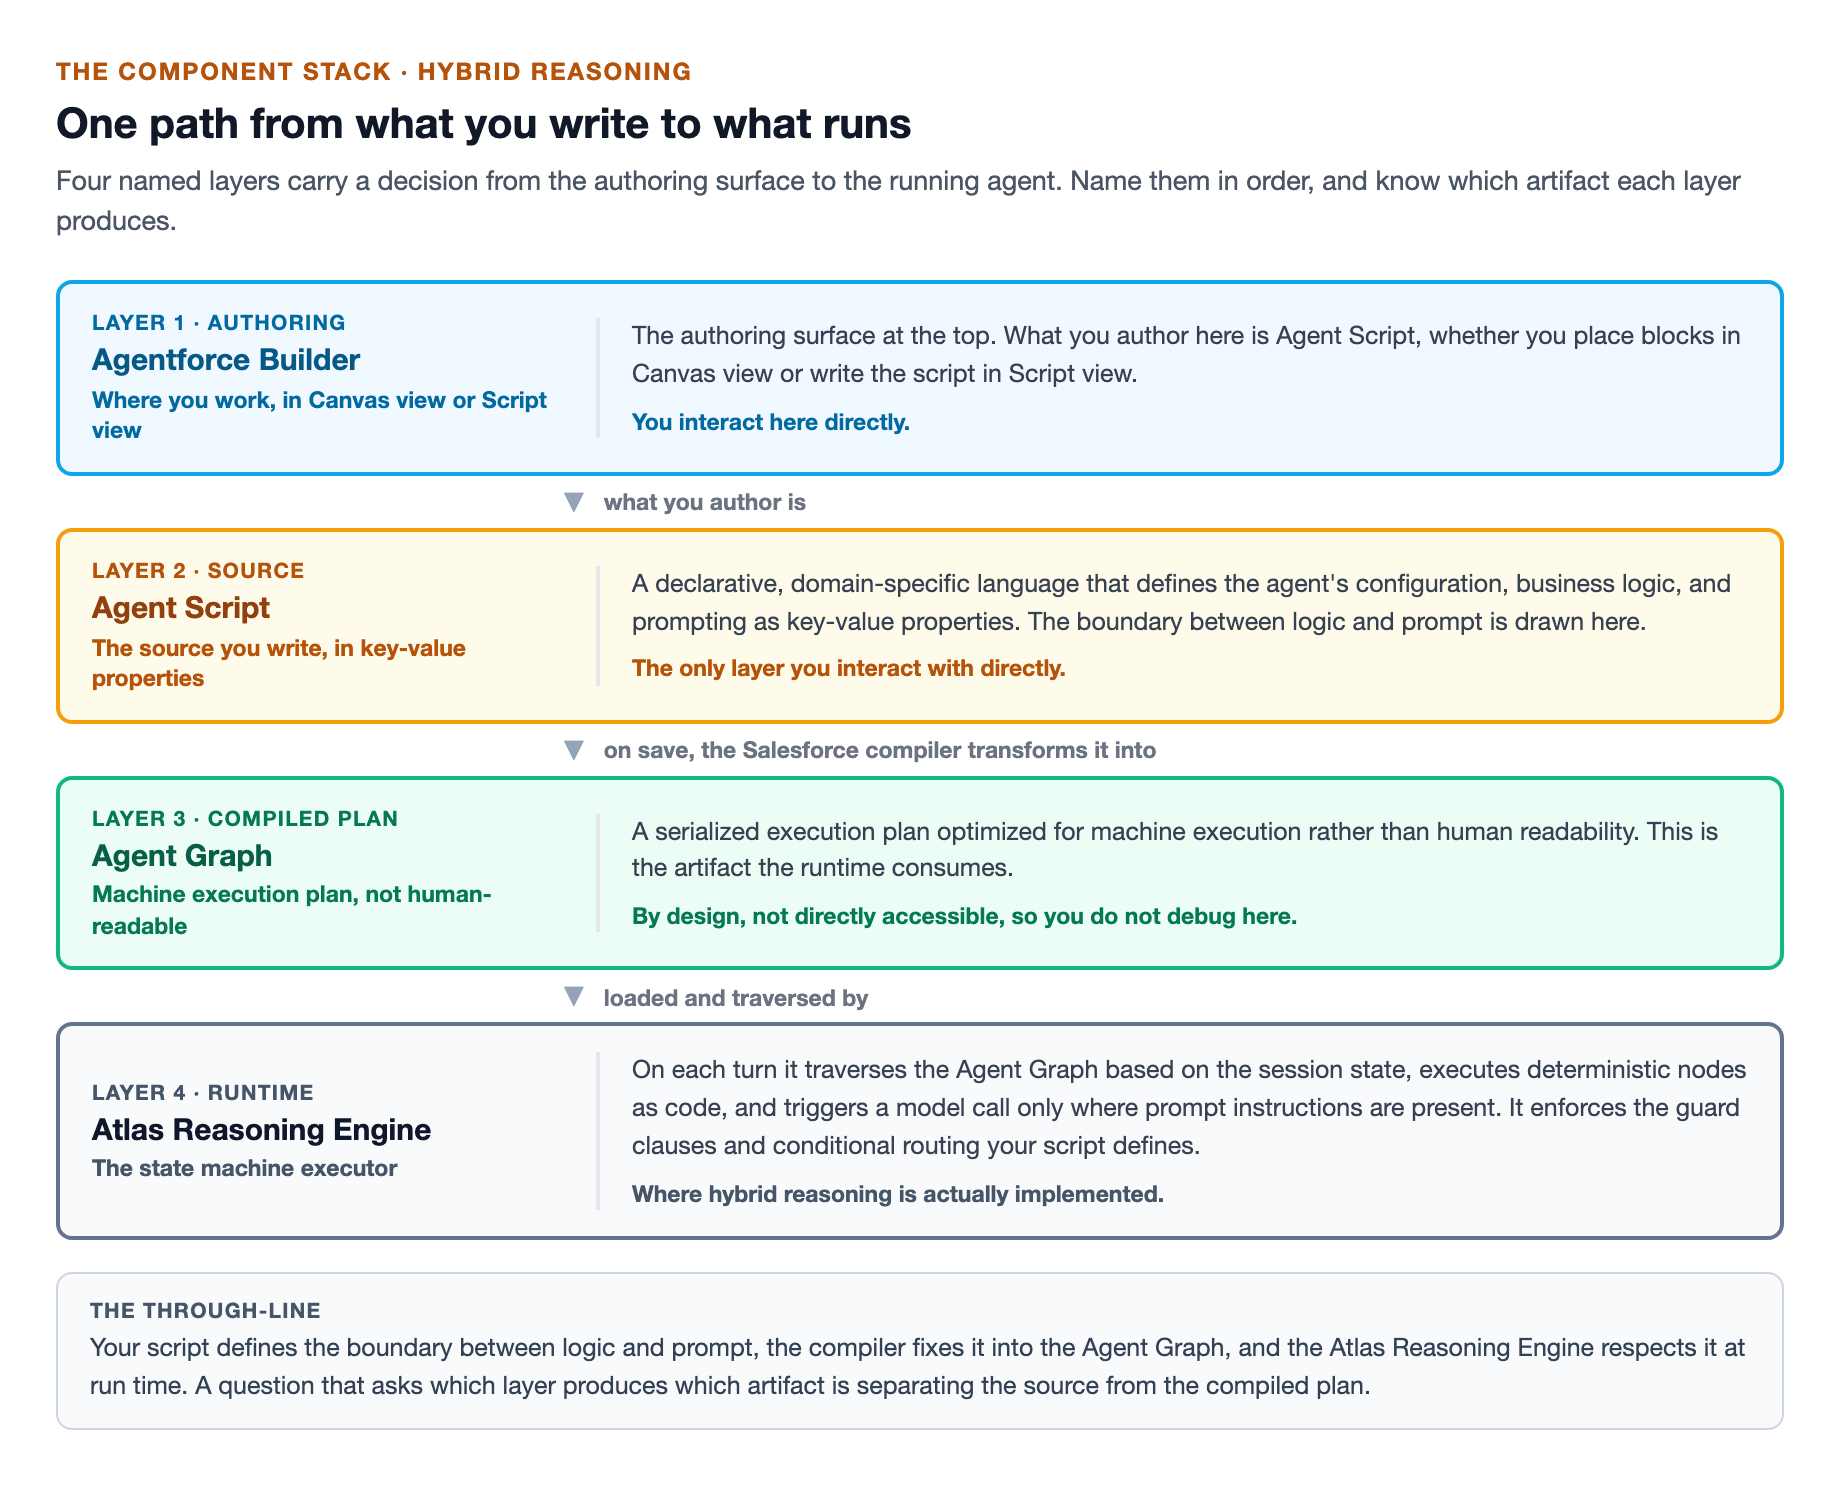 THE COMPONENT STACK · HYBRID REASONING
One path from what you write to what runs
Four named layers carry a decision from the authoring surface to the running agent. Name them in order, and know which artifact each layer
produces.
LAYER 1 · AUTHORING
Agentforce Builder
Where you work, in Canvas view or Script
view
The authoring surface at the top. What you author here is Agent Script, whether you place blocks in
Canvas view or write the script in Script view.
You interact here directly.
▼ what you author is
LAYER 2 · SOURCE
Agent Script
The source you write, in key-value
properties
A declarative, domain-specific language that defines the agent's configuration, business logic, and
prompting as key-value properties. The boundary between logic and prompt is drawn here.
The only layer you interact with directly.
▼ on save, the Salesforce compiler transforms it into
LAYER 3 · COMPILED PLAN
Agent Graph
Machine execution plan, not human-
readable
A serialized execution plan optimized for machine execution rather than human readability. This is
the artifact the runtime consumes.
By design, not directly accessible, so you do not debug here.
▼ loaded and traversed by
LAYER 4 · RUNTIME
Atlas Reasoning Engine
The state machine executor
On each turn it traverses the Agent Graph based on the session state, executes deterministic nodes
as code, and triggers a model call only where prompt instructions are present. It enforces the guard
clauses and conditional routing your script defines.
Where hybrid reasoning is actually implemented.
THE THROUGH-LINE
Your script defines the boundary between logic and prompt, the compiler fixes it into the Agent Graph, and the Atlas Reasoning Engine respects it at
run time. A question that asks which layer produces which artifact is separating the source from the compiled plan.